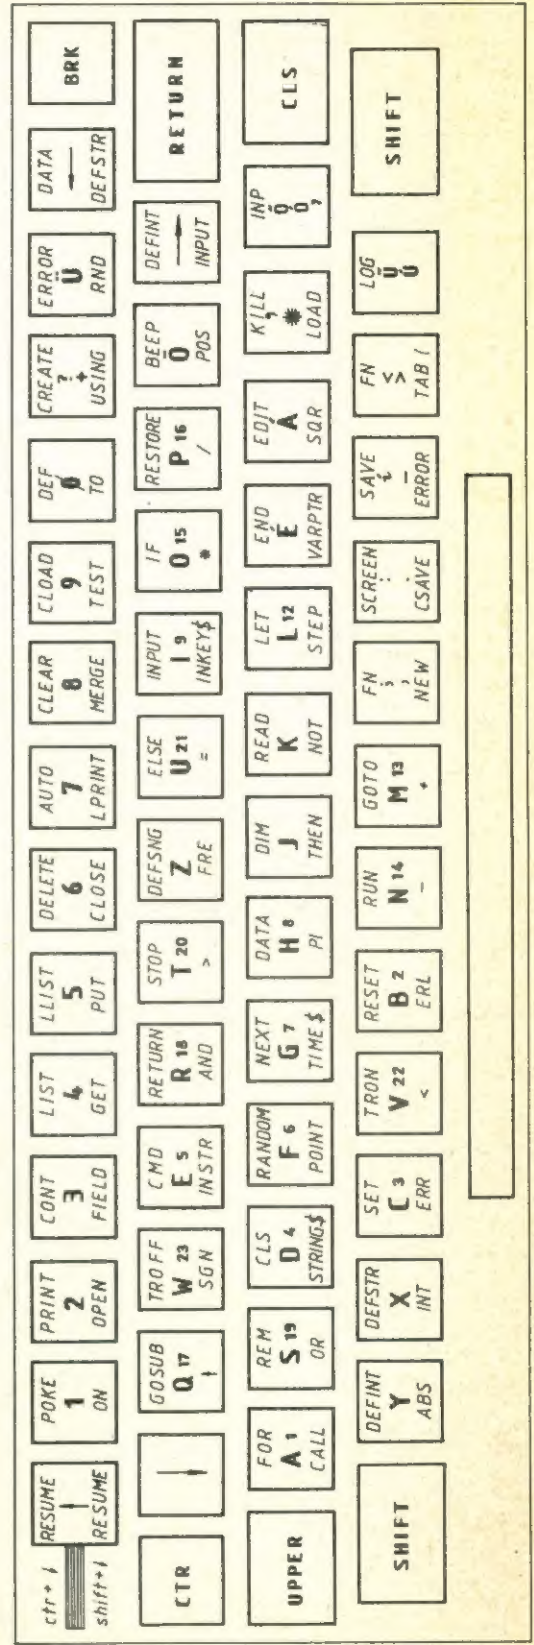 ctr+↓
shift+↓
RESUME
↑
RESUME
POKE
1
ON
PRINT
2
OPEN
CONT
3
FIELD
LIST
4
GET
LLIST
5
PUT
DELETE
6
CLOSE
AUTO
7
LPRINT
CLEAR
8
MERGE
CLOAD
9
TEST
DEF
0
TO
CREATE
?
+
USING
ERROR
Ü
RND
DATA
←
DEFSTR
BRK
CTR
GOSUB
Q 17
TROFF
W 23
SGN
CMD
E 5
INSTR
RETURN
R 18
AND
STOP
T 20
>
DEFSNG
Z
FRE
ELSE
U 21
=
INPUT
I 9
INKEY$
IF
O 15
*
RESTORE
P 16
/
BEEP
Ö
POS
DEFINT
→
INPUT
RETURN
UPPER
FOR
A 1
CALL
REM
S 19
OR
CLS
D 4
STRING$
RANDOM
F 6
POINT
NEXT
G 7
TIME$
DATA
H 8
PI
DIM
J
THEN
READ
K
NOT
LET
L 12
STEP
END
É
VARPTR
EDIT
Á
SQR
KILL
,
*
LOAD
INP
CLS
SHIFT
DEFINT
Y
ABS
DEFSTR
X
INT
SET
C 3
ERR
TRON
V 22
<
RESET
B 2
ERL
RUN
N 14
-
GOTO
M 13
+
FN
;
,
NEW
SCREEN
:
.
CSAVE
SAVE
-
ERROR
FN
<
>
TAB(
LOG
SHIFT